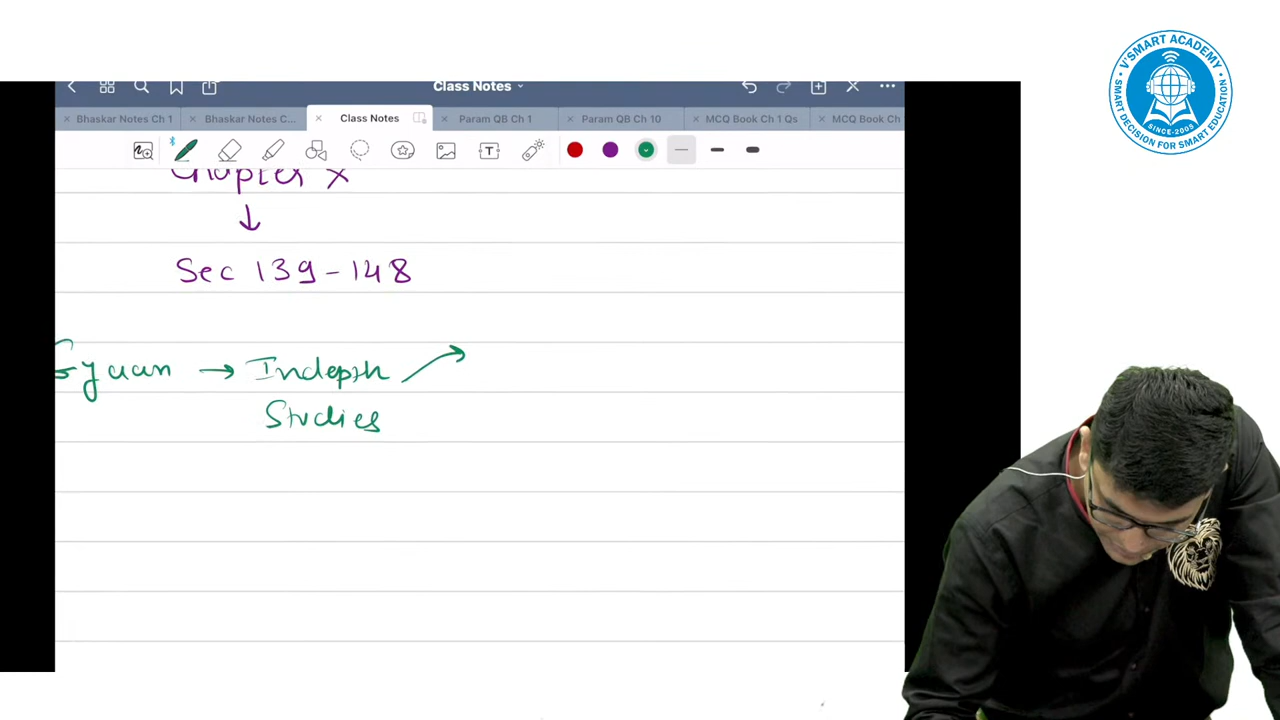 V'SMART ACADEMY
SMART DECISION FOR SMART EDUCATION
SINCE-2009
Class Notes
Bhaskar Notes Ch 1
Bhaskar Notes C...
Class Notes
Param QB Ch 1
Param QB Ch 10
MCQ Book Ch 1 Qs
MCQ Book Ch
Chapter X
↓
Sec 139-148
Gyaan → Indepth
Studies